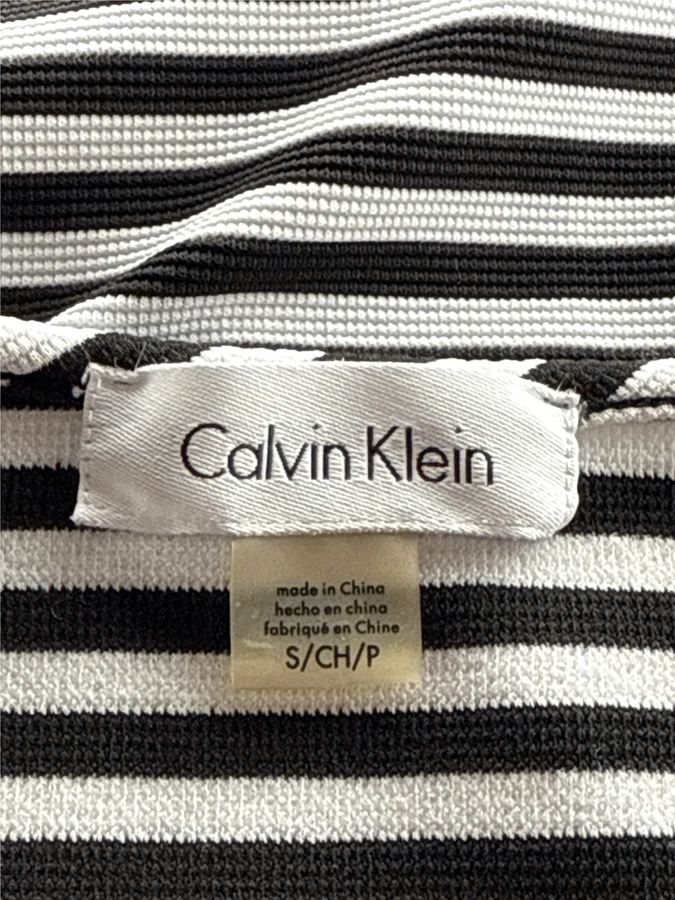 Calvin Klein
made in China
hecho en china
fabriqué en Chine
S/CH/P